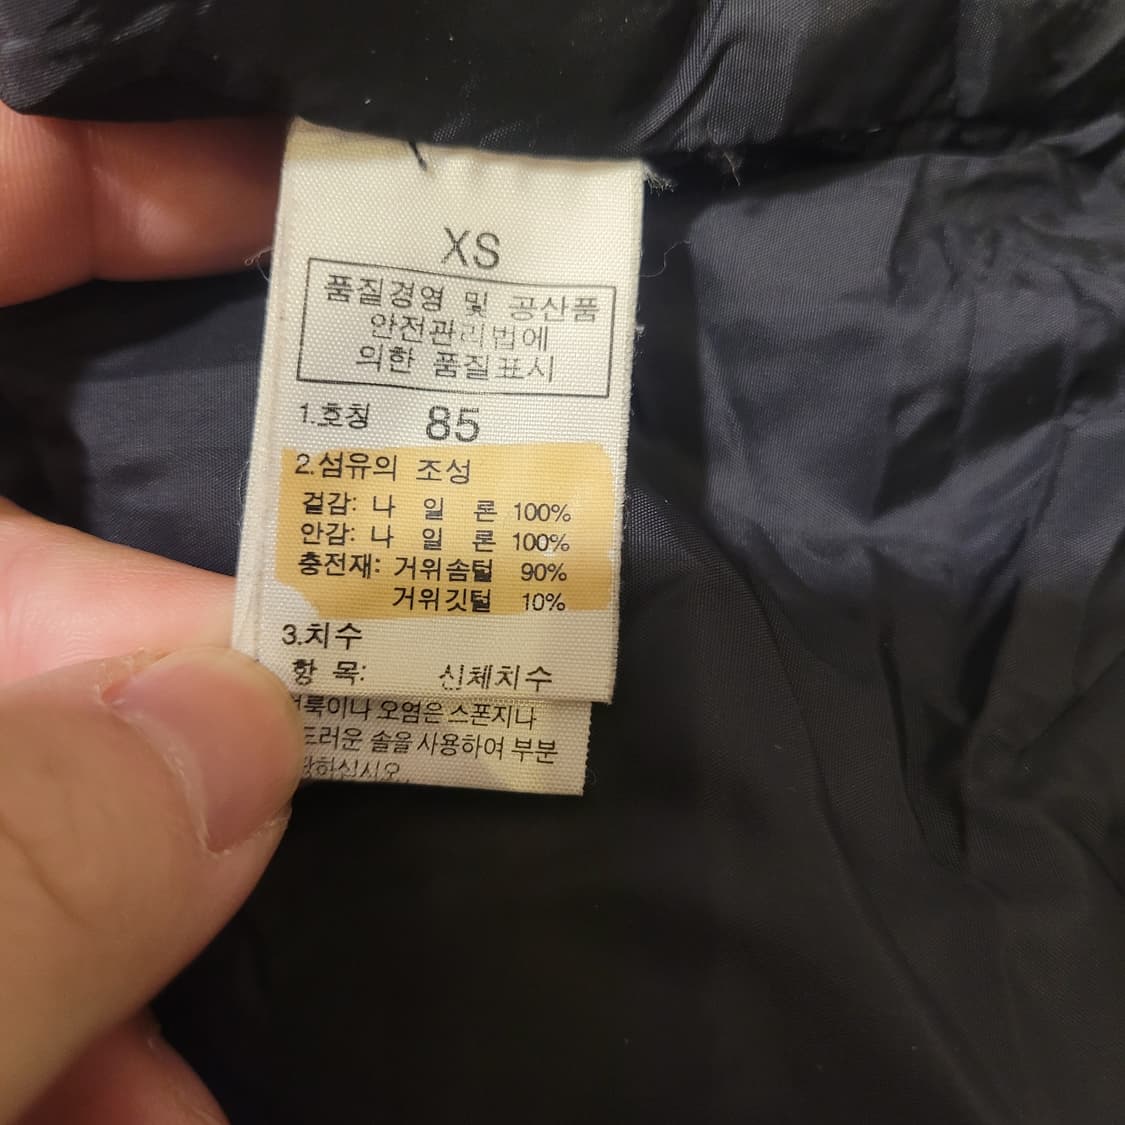 XS
품질경영 및 공산품
안전관리법에
의한 품질표시
1.호칭 85
2.섬유의 조성
겉감: 나 일 론 100%
안감: 나 일 론 100%
충전재: 거위솜털 90%
거위깃털 10%
3.치수
항 목: 신체치수
오염은 스폰지나
솔을 사용하여 부분